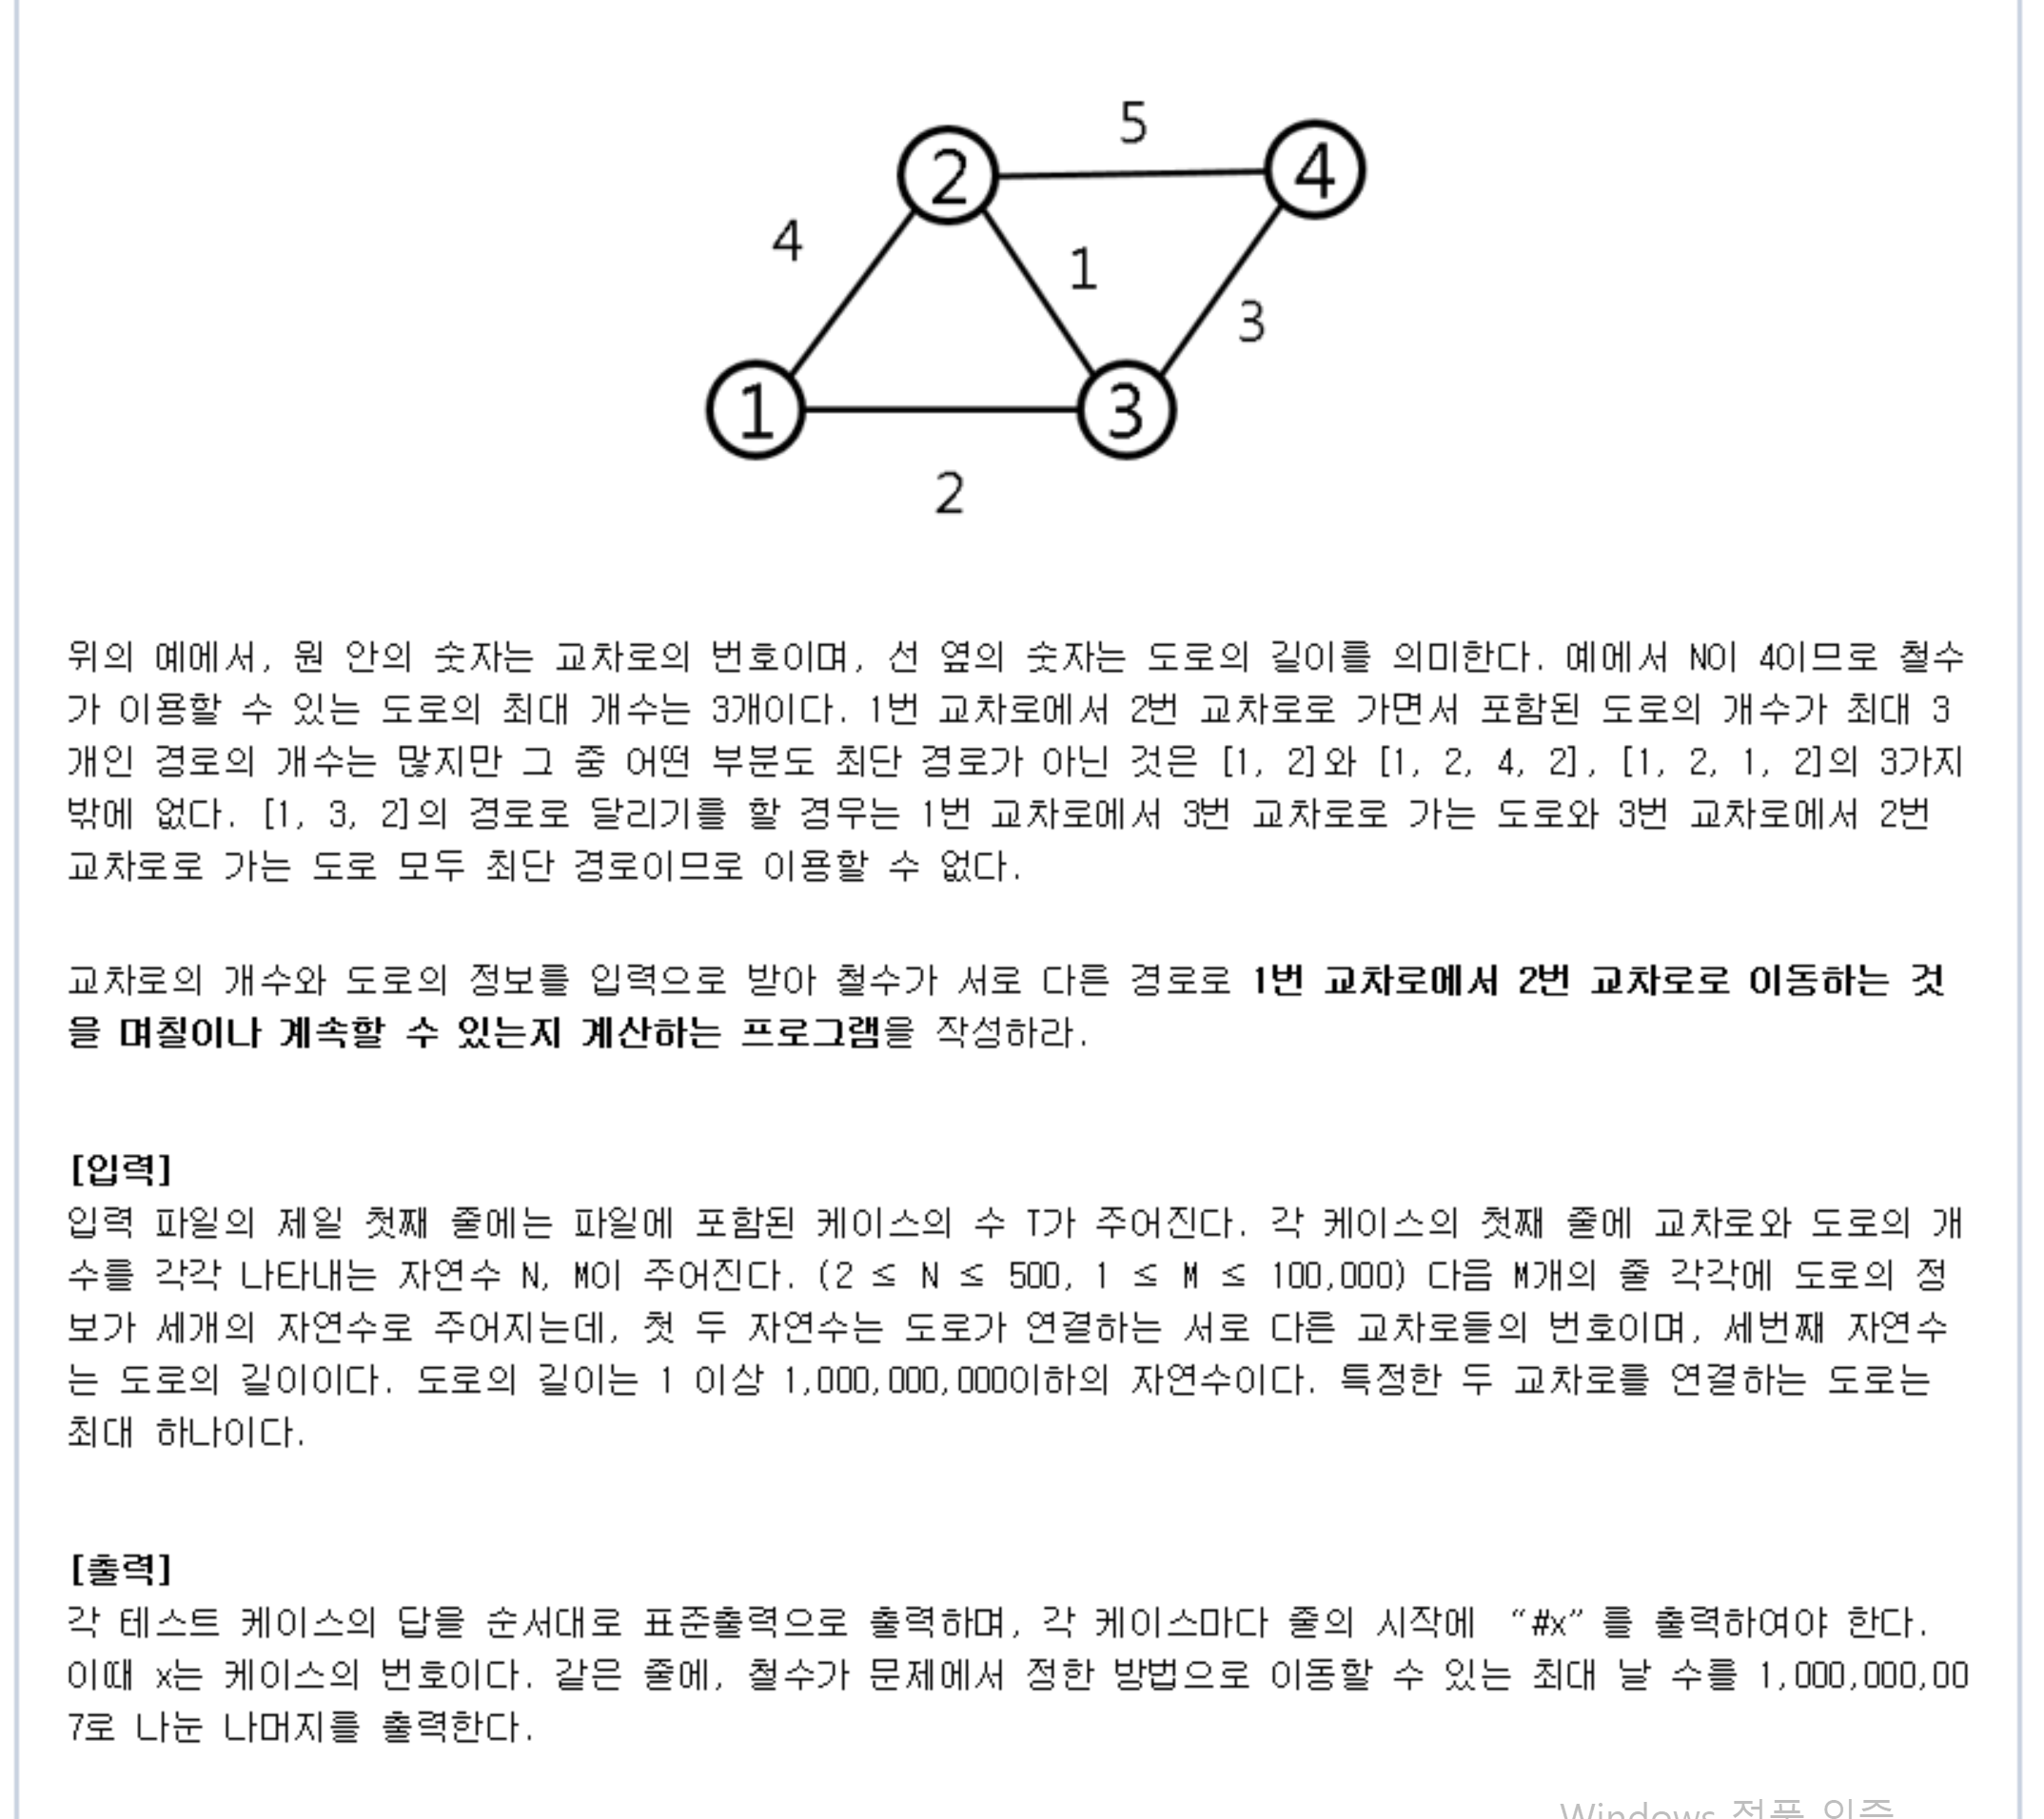 5
2
4
4
1
3
1
3
2
위의 예에서, 원 안의 숫자는 교차로의 번호이며, 선 옆의 숫자는 도로의 길이를 의미한다. 예에서 N이 4이므로 철수
가 이용할 수 있는 도로의 최대 개수는 3개이다. 1번 교차로에서 2번 교차로로 가면서 포함된 도로의 개수가 최대 3
개인 경로의 개수는 많지만 그 중 어떤 부분도 최단 경로가 아닌 것은 [1, 2]와 [1, 2, 4, 2], [1, 2, 1, 2]의 3가지
밖에 없다. [1, 3, 2]의 경로로 달리기를 할 경우는 1번 교차로에서 3번 교차로로 가는 도로와 3번 교차로에서 2번
교차로로 가는 도로 모두 최단 경로이므로 이용할 수 없다.
교차로의 개수와 도로의 정보를 입력으로 받아 철수가 서로 다른 경로로 1번 교차로에서 2번 교차로로 이동하는 것
을 며칠이나 계속할 수 있는지 계산하는 프로그램을 작성하라.
[입력]
입력 파일의 제일 첫째 줄에는 파일에 포함된 케이스의 수 T가 주어진다. 각 케이스의 첫째 줄에 교차로와 도로의 개
수를 각각 나타내는 자연수 N, M이 주어진다. (2 ≤ N ≤ 500, 1 ≤ M ≤ 100,000) 다음 M개의 줄 각각에 도로의 정
보가 세개의 자연수로 주어지는데, 첫 두 자연수는 도로가 연결하는 서로 다른 교차로들의 번호이며, 세번째 자연수
는 도로의 길이이다. 도로의 길이는 1 이상 1,000,000,000이하의 자연수이다. 특정한 두 교차로를 연결하는 도로는
최대 하나이다.
[출력]
각 테스트 케이스의 답을 순서대로 표준출력으로 출력하며, 각 케이스마다 줄의 시작에 “#x”를 출력하여야 한다.
이때 x는 케이스의 번호이다. 같은 줄에, 철수가 문제에서 정한 방법으로 이동할 수 있는 최대 날 수를 1,000,000,00
7로 나눈 나머지를 출력한다.
Windows 정품 인증